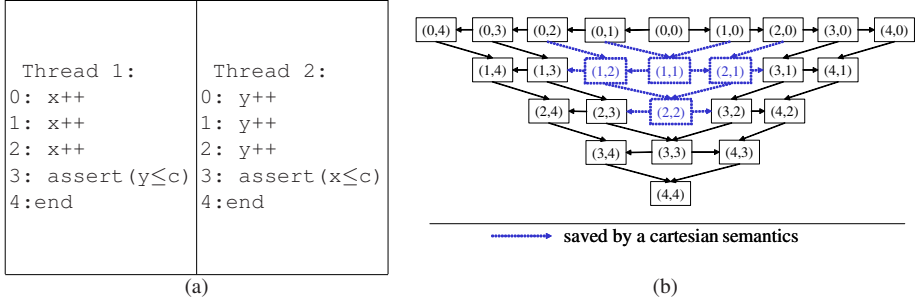 Thread 1:
0: x++
1: x++
2: x++
3: assert(y≤c)
4:end
Thread 2:
0: y++
1: y++
2: y++
3: assert(x≤c)
4:end
(a)
(0,4) (0,3) (0,2) (0,1) (0,0) (1,0) (2,0) (3,0) (4,0)
(1,4) (1,3) (1,2) (1,1) (2,1) (3,1) (4,1)
(2,4) (2,3) (2,2) (3,2) (4,2)
(3,4) (3,3) (4,3)
(4,4)
saved by a cartesian semantics
(b)